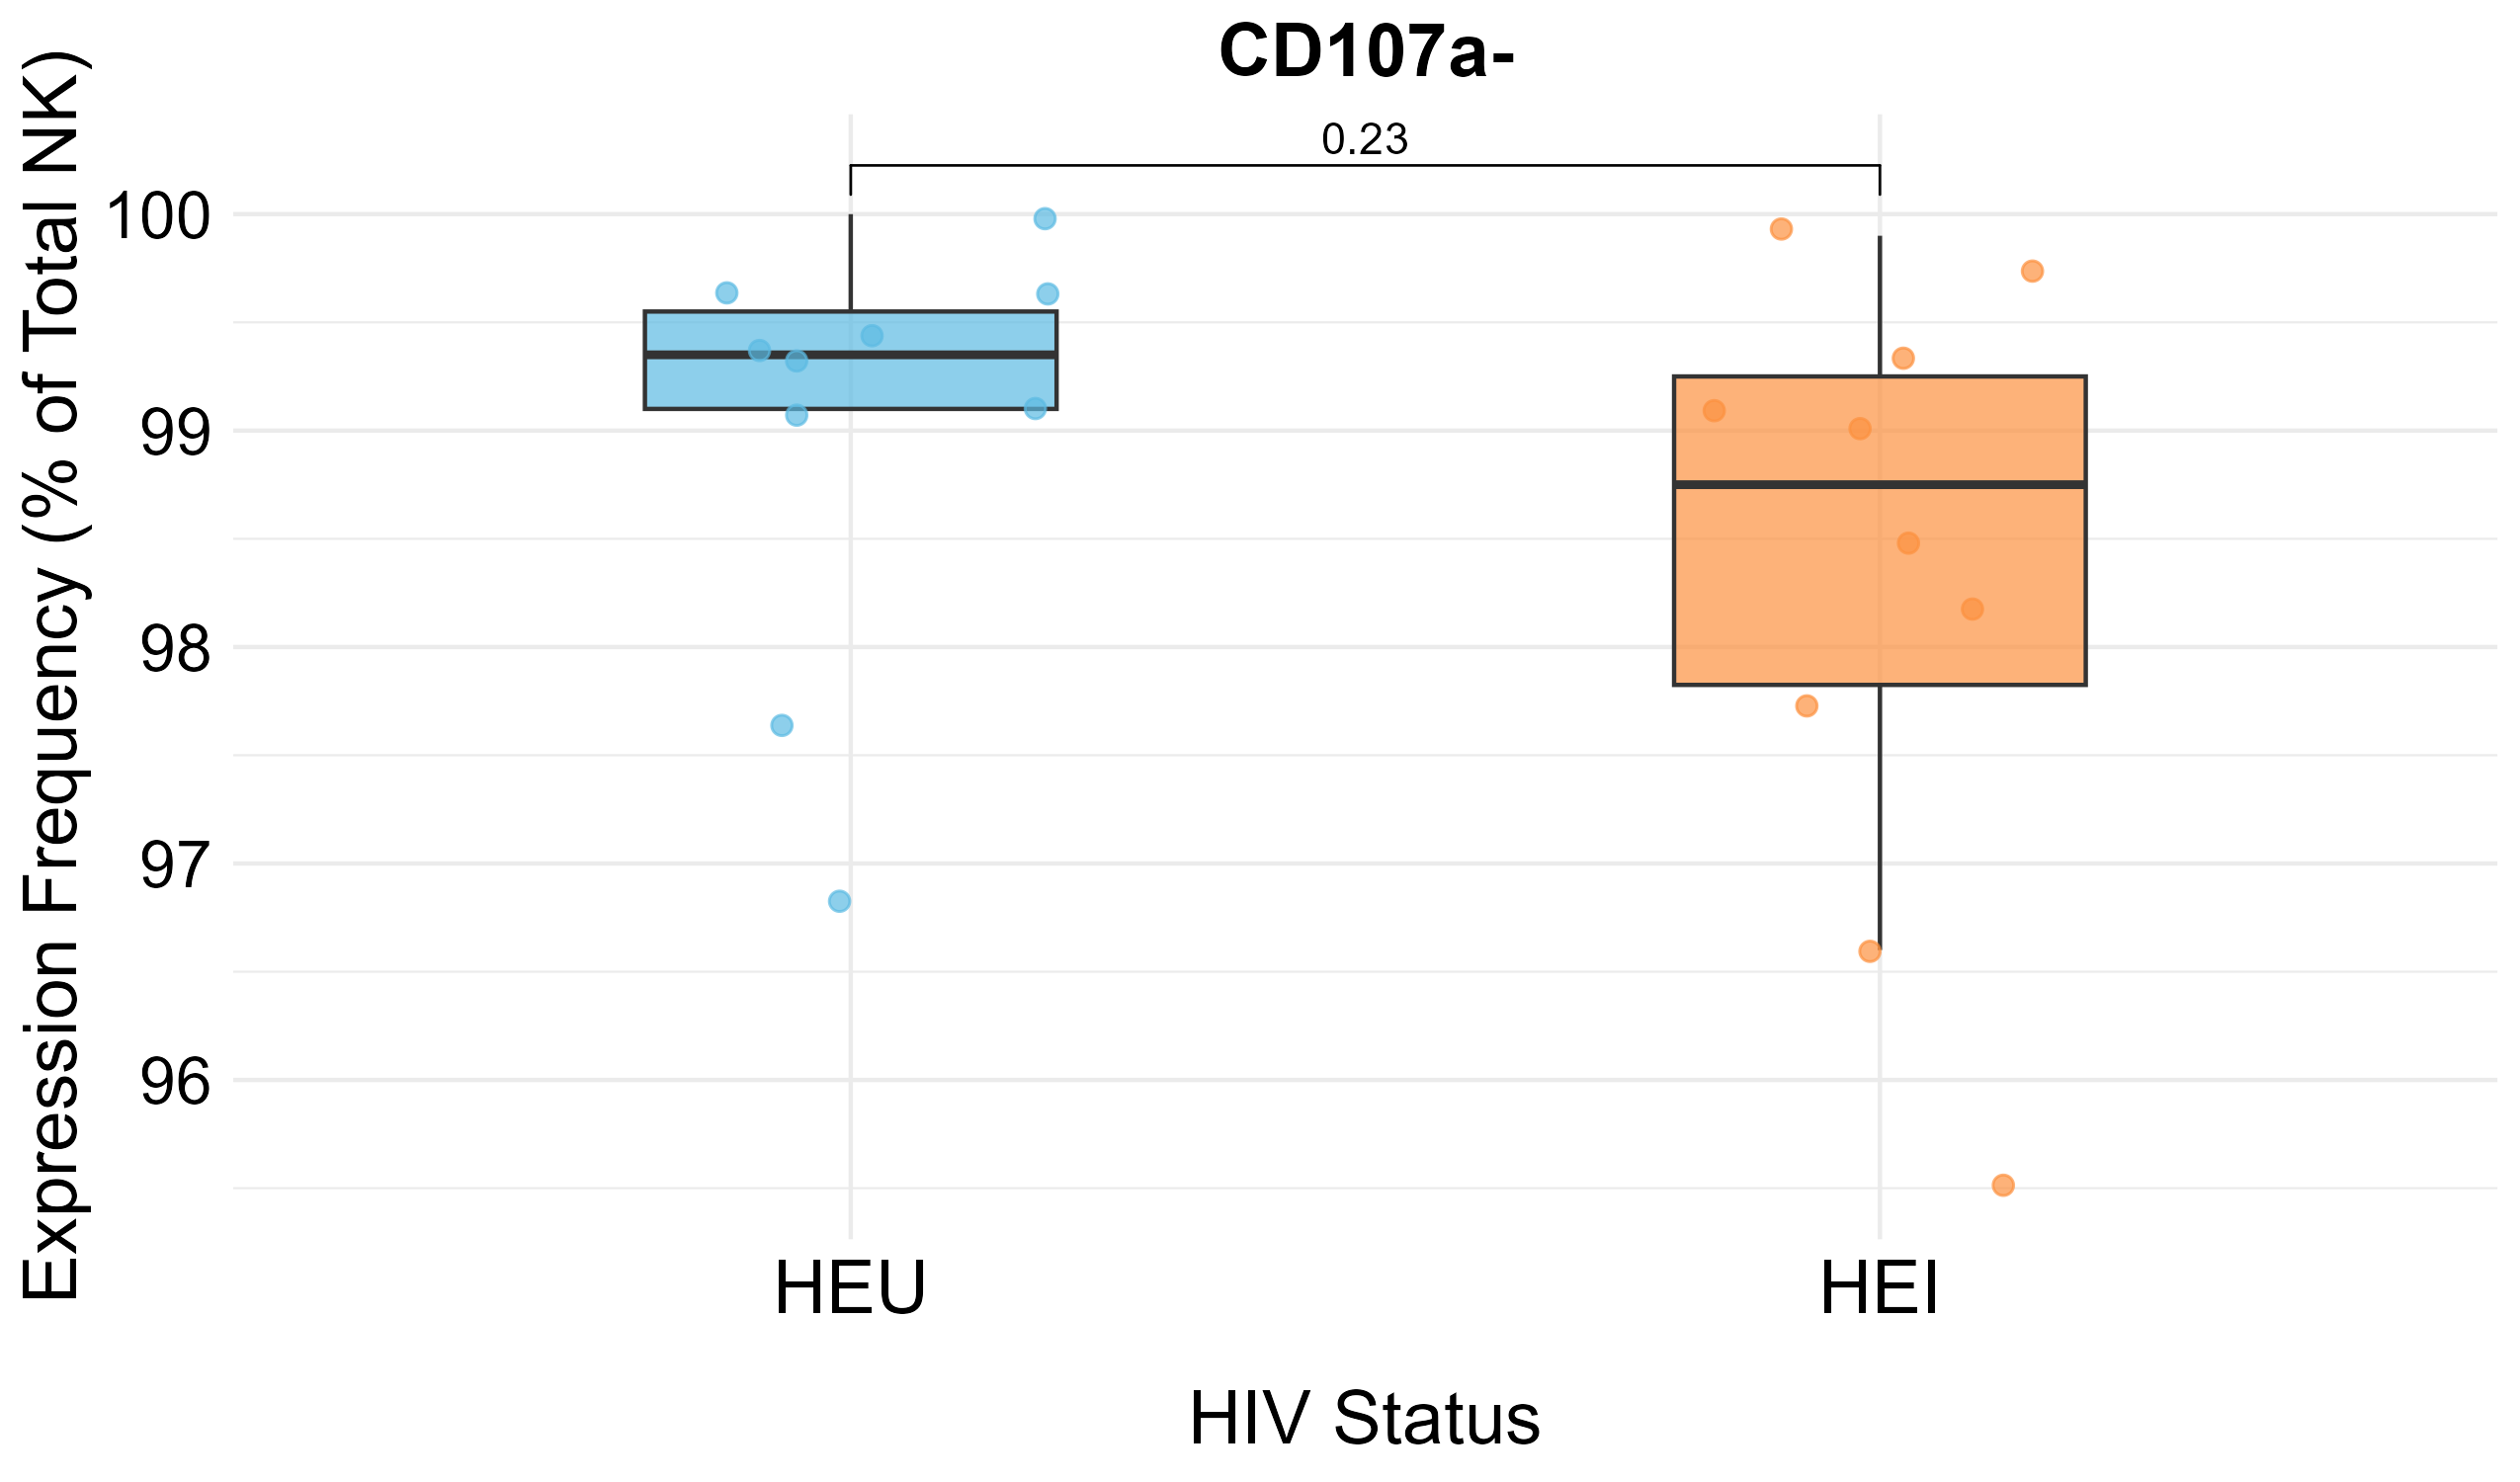 CD107a-
0.23
Expression Frequency (% of Total NK)
100
99
98
97
96
HEU
HEI
HIV Status